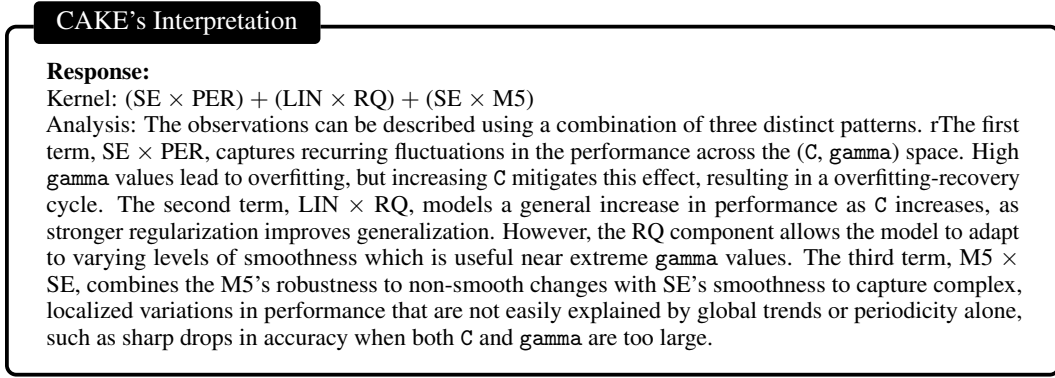 CAKE's Interpretation
Response:
Kernel: (SE × PER) + (LIN × RQ) + (SE × M5)
Analysis: The observations can be described using a combination of three distinct patterns. rThe first
term, SE × PER, captures recurring fluctuations in the performance across the (C, gamma) space. High
gamma values lead to overfitting, but increasing C mitigates this effect, resulting in a overfitting-recovery
cycle. The second term, LIN × RQ, models a general increase in performance as C increases, as
stronger regularization improves generalization. However, the RQ component allows the model to adapt
to varying levels of smoothness which is useful near extreme gamma values. The third term, M5 ×
SE, combines the M5's robustness to non-smooth changes with SE's smoothness to capture complex,
localized variations in performance that are not easily explained by global trends or periodicity alone,
such as sharp drops in accuracy when both C and gamma are too large.